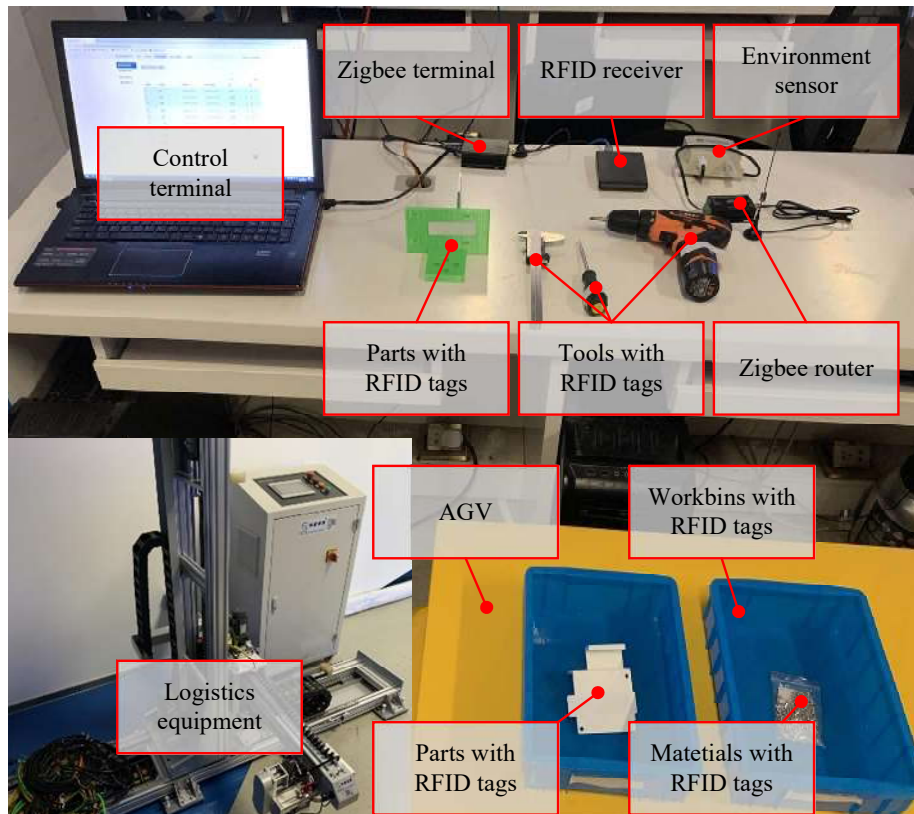 Zigbee terminal
RFID receiver
Environment
sensor
Control
terminal
Parts with
RFID tags
Tools with
RFID tags
Zigbee router
AGV
Workbins with
RFID tags
Logistics
equipment
Parts with
RFID tags
Matetials with
RFID tags